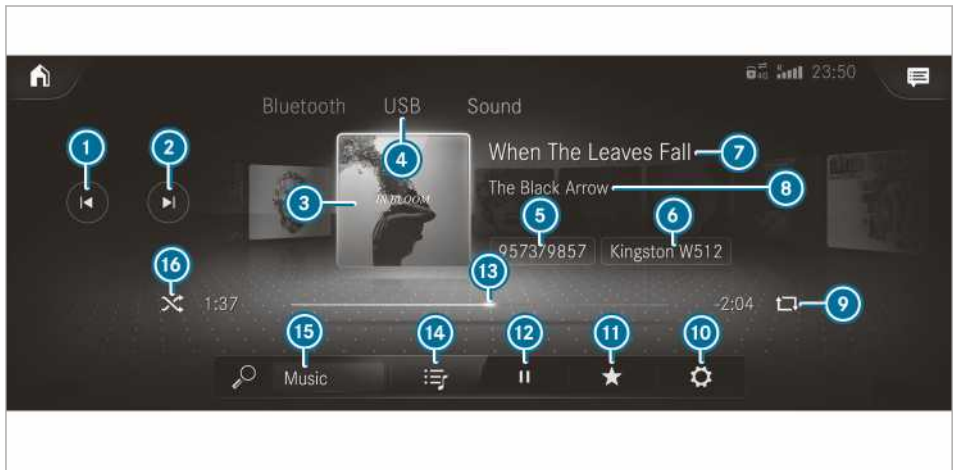 4G 23:50
Bluetooth USB Sound
1 2 4
When The Leaves Fall 7
3 IN BLOOM
The Black Arrow 8
5 6
957379857 Kingston W512
16 13
1:37 -2:04 9
15 14 12 11 10
Music